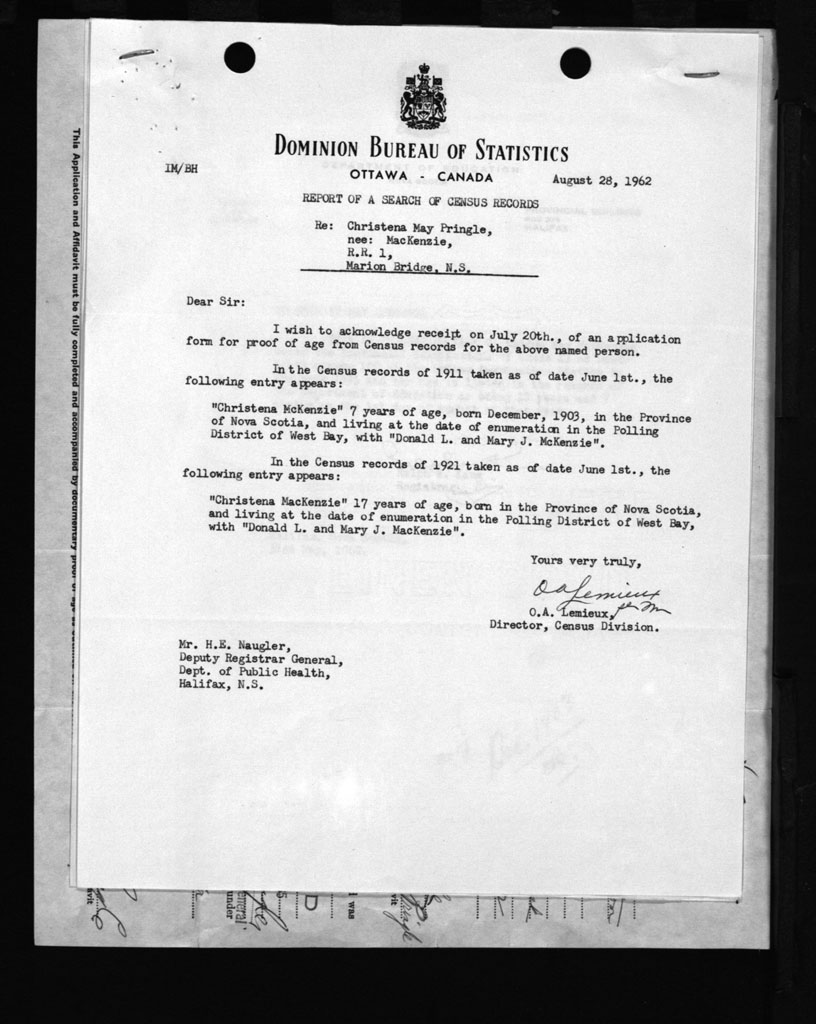 DOMINION BUREAU OF STATISTICS
IM/BH
OTTAWA - CANADA
August 28, 1962
REPORT OF A SEARCH OF CENSUS RECORDS
Re: Christena May Pringle,
nee: MacKenzie,
R.R. 1,
Marion Bridge, N.S.
Dear Sir:
I wish to acknowledge receipt on July 20th., of an application
form for proof of age from Census records for the above named person.
In the Census records of 1911 taken as of date June 1st., the
following entry appears:
"Christena McKenzie" 7 years of age, born December, 1903, in the Province
of Nova Scotia, and living at the date of enumeration in the Polling
District of West Bay, with "Donald L. and Mary J. McKenzie".
In the Census records of 1921 taken as of date June 1st., the
following entry appears:
"Christena MacKenzie" 17 years of age, born in the Province of Nova Scotia,
and living at the date of enumeration in the Polling District of West Bay,
with "Donald L. and Mary J. MacKenzie".
Yours very truly,
O A Lemieux
O.A. Lemieux,
Director, Census Division.
Mr. H.E. Naugler,
Deputy Registrar General,
Dept. of Public Health,
Halifax, N.S.
This Application and Affidavit must be fully completed and accompanied by documentary proof of age
under
General
D
I was